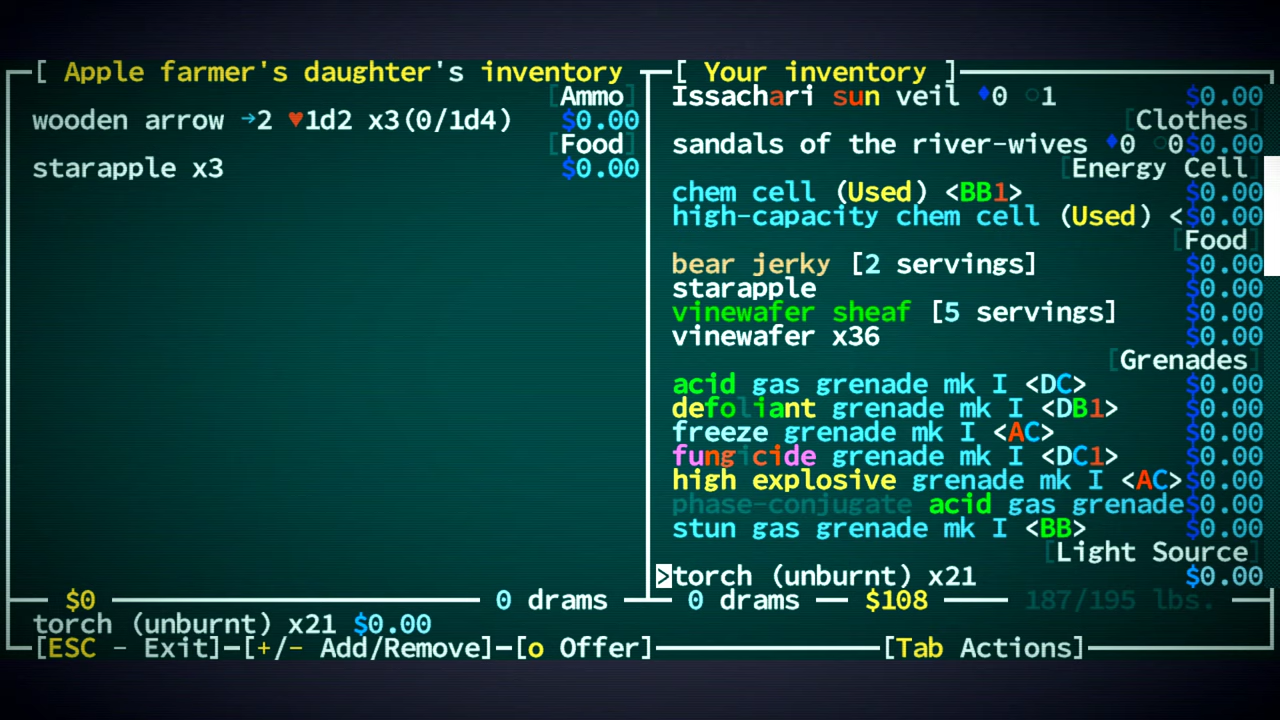 [ Apple farmer's daughter's inventory
[Ammo]
wooden arrow →2 ♥1d2 x3(0/1d4) $0.00
[Food]
starapple x3 $0.00
$0
0 drams
[ Your inventory ]
Issachari sun veil ♦0 ○1 $0.00
[Clothes]
sandals of the river-wives ♦0 ○0$0.00
[Energy Cell]
chem cell (Used) <BB1> $0.00
high-capacity chem cell (Used) <$0.00
[Food]
bear jerky [2 servings] $0.00
starapple $0.00
vinewafer sheaf [5 servings] $0.00
vinewafer x36 $0.00
[Grenades]
acid gas grenade mk I <DC> $0.00
defoliant grenade mk I <DB1> $0.00
freeze grenade mk I <AC> $0.00
fungicide grenade mk I <DC1> $0.00
high explosive grenade mk I <AC>$0.00
phase-conjugate acid gas grenade$0.00
stun gas grenade mk I <BB> $0.00
[Light Source]
>torch (unburnt) x21 $0.00
0 drams
$108
187/195 lbs.
torch (unburnt) x21 $0.00
[ESC - Exit]-[+/- Add/Remove]-[o Offer]
[Tab Actions]